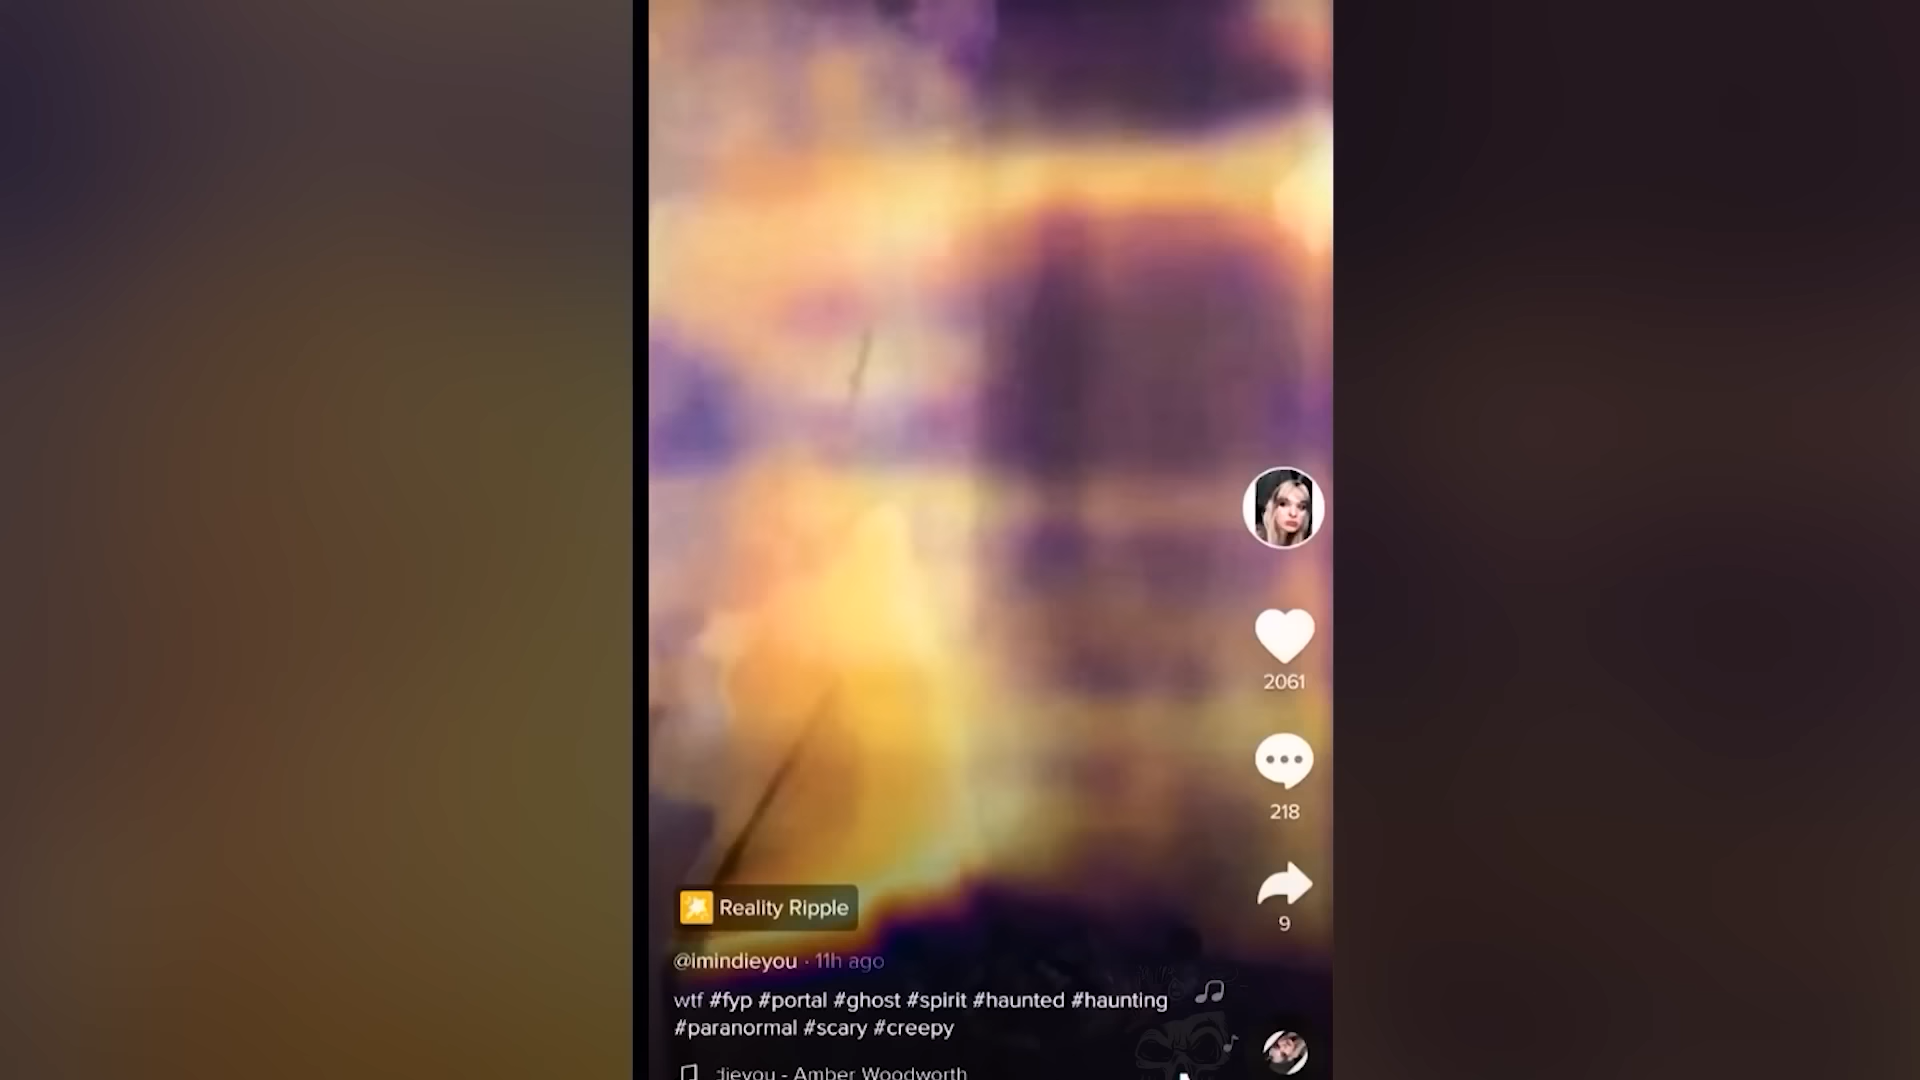 2061
218
9
Reality Ripple
@imindieyou · 11h ago
wtf #fyp #portal #ghost #spirit #haunted #haunting
#paranormal #scary #creepy
dieyou - Amber Woodworth